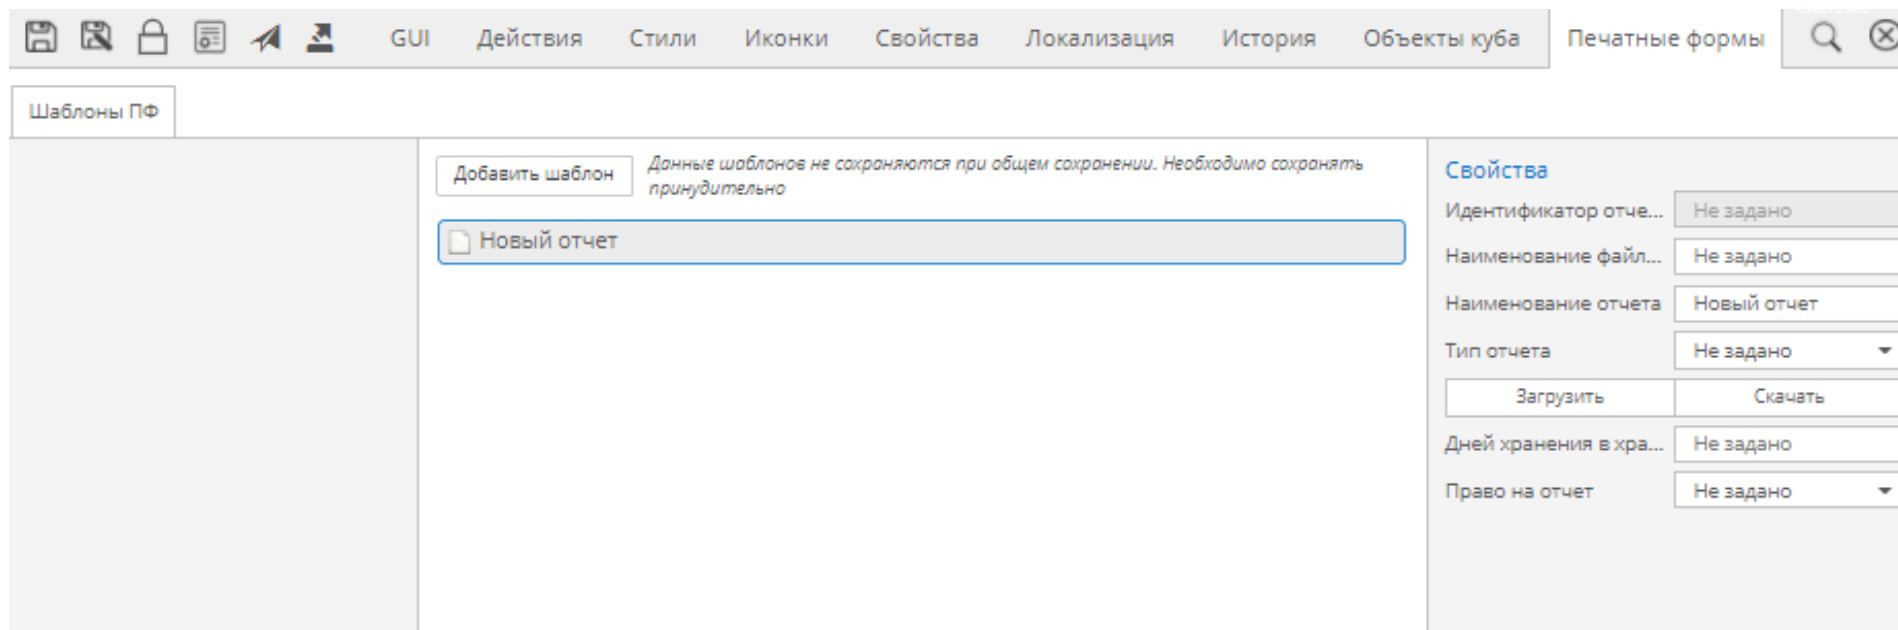 GUI Действия Стили Иконки Свойства Локализация История Объекты куба Печатные формы
Шаблоны ПФ
Добавить шаблон
Данные шаблонов не сохраняются при общем сохранении. Необходимо сохранять
принудительно
Новый отчет
Свойства
Идентификатор отче... Не задано
Наименование файл... Не задано
Наименование отчета Новый отчет
Тип отчета Не задано
Загрузить Скачать
Дней хранения в хра... Не задано
Право на отчет Не задано